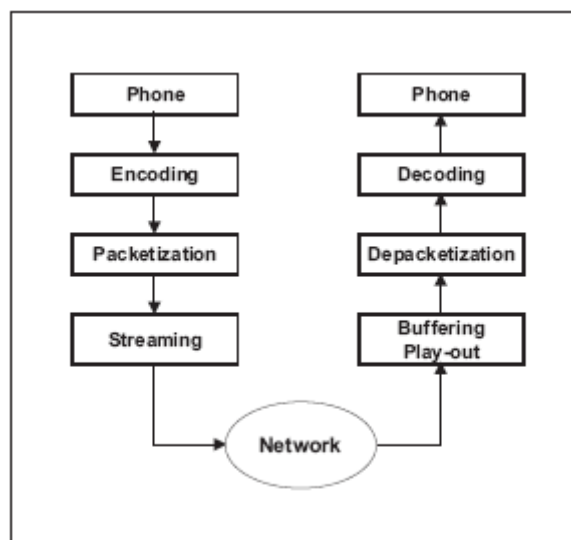 Phone
Encoding
Packetization
Streaming
Network
Buffering
Play-out
Depacketization
Decoding
Phone